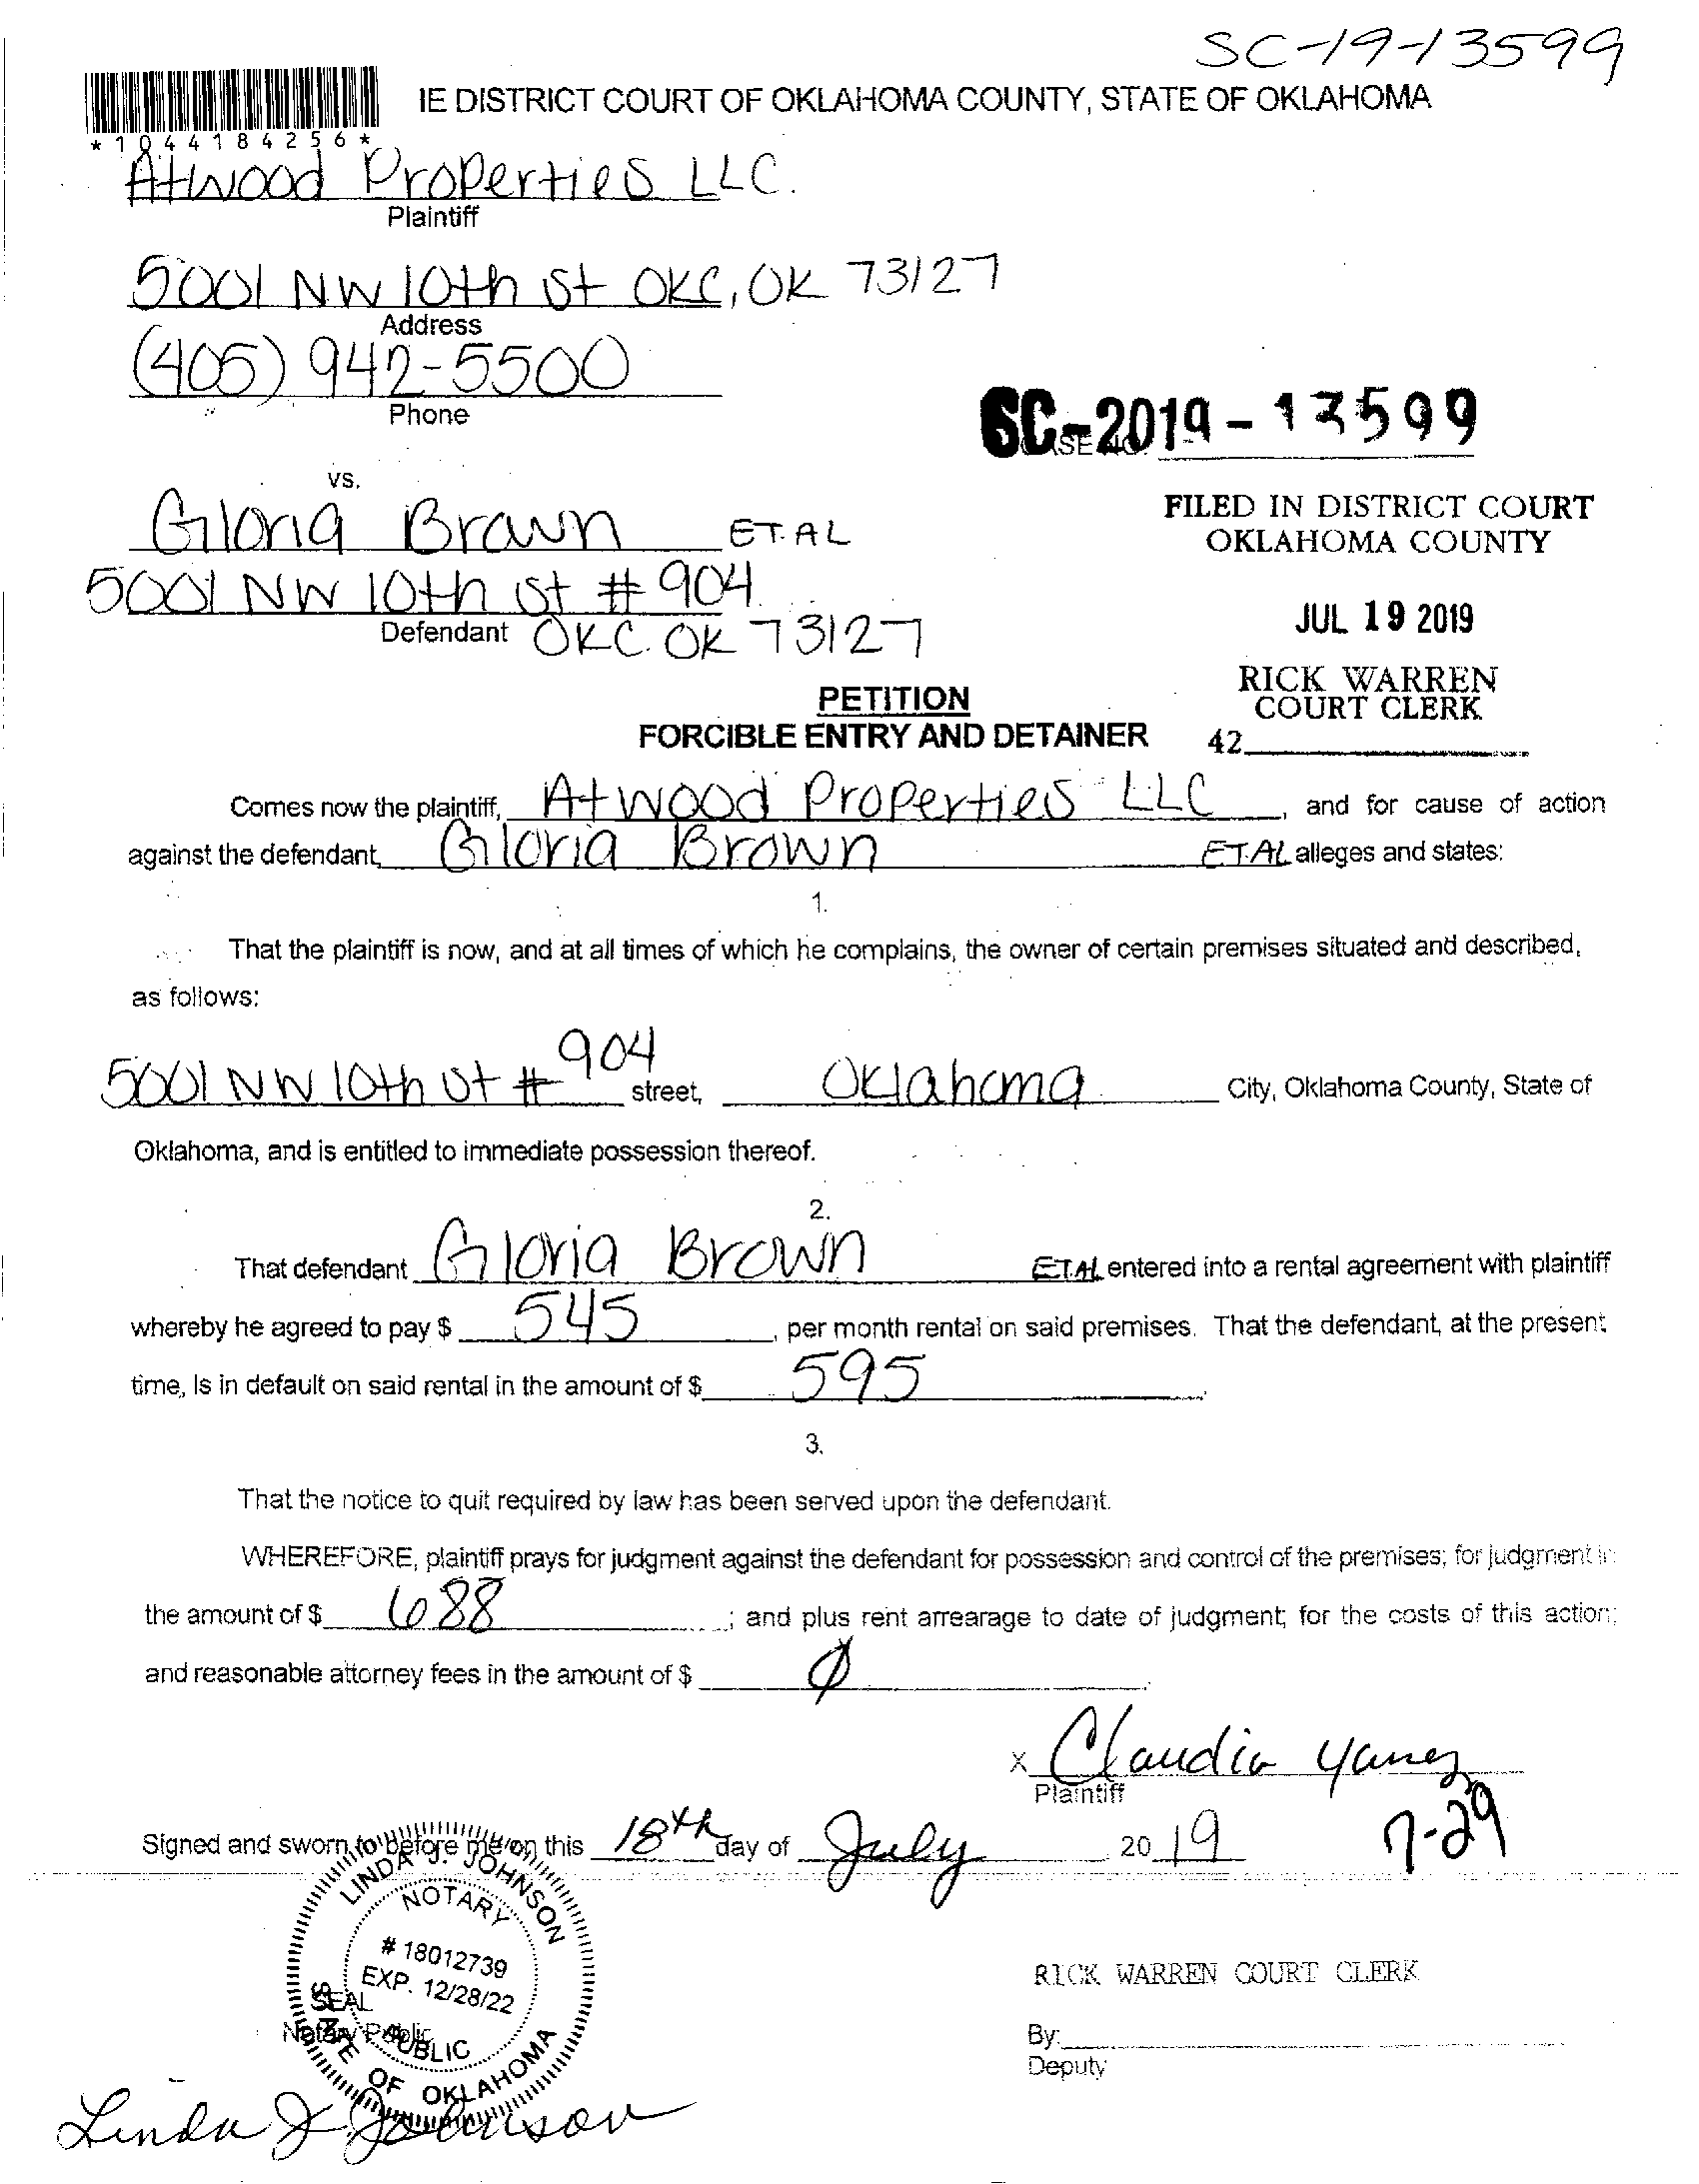 SC-19-13599
IE DISTRICT COURT OF OKLAHOMA COUNTY, STATE OF OKLAHOMA
*1044184256*
Atwood Properties LLC.
Plaintiff
5001 NW 10th St OKC, OK 73127
Address
(405) 942-5500
Phone
SC-2019-13599
vs.
Gloria Brown ET.AL
5001 NW 10th St # 904
Defendant OKC. OK 73127
FILED IN DISTRICT COURT
OKLAHOMA COUNTY
JUL 19 2019
RICK WARREN
COURT CLERK
42
PETITION
FORCIBLE ENTRY AND DETAINER
Comes now the plaintiff, Atwood Properties LLC, and for cause of action
against the defendant, Gloria Brown ET.AL alleges and states:
1.
That the plaintiff is now, and at all times of which he complains, the owner of certain premises situated and described,
as follows:
5001 NW 10th St # 904 street, Oklahoma City, Oklahoma County, State of
Oklahoma, and is entitled to immediate possession thereof.
2.
That defendant Gloria Brown ET.AL entered into a rental agreement with plaintiff
whereby he agreed to pay $ 545, per month rental on said premises. That the defendant, at the present
time, Is in default on said rental in the amount of $ 595.
3.
That the notice to quit required by law has been served upon the defendant.
WHEREFORE, plaintiff prays for judgment against the defendant for possession and control of the premises; for judgment in
the amount of $ 688; and plus rent arrearage to date of judgment; for the costs of this action;
and reasonable attorney fees in the amount of $ Ø.
X Claudia Yanez
Plaintiff
Signed and sworn to before me on this 18th day of July 2019
7-29
LINDA J. JOHNSON
NOTARY
# 18012739
EXP. 12/28/22
PUBLIC
STATE OF OKLAHOMA
SEAL
Notary Public
Linda J. Johnson
RICK WARREN COURT CLERK
By:
Deputy